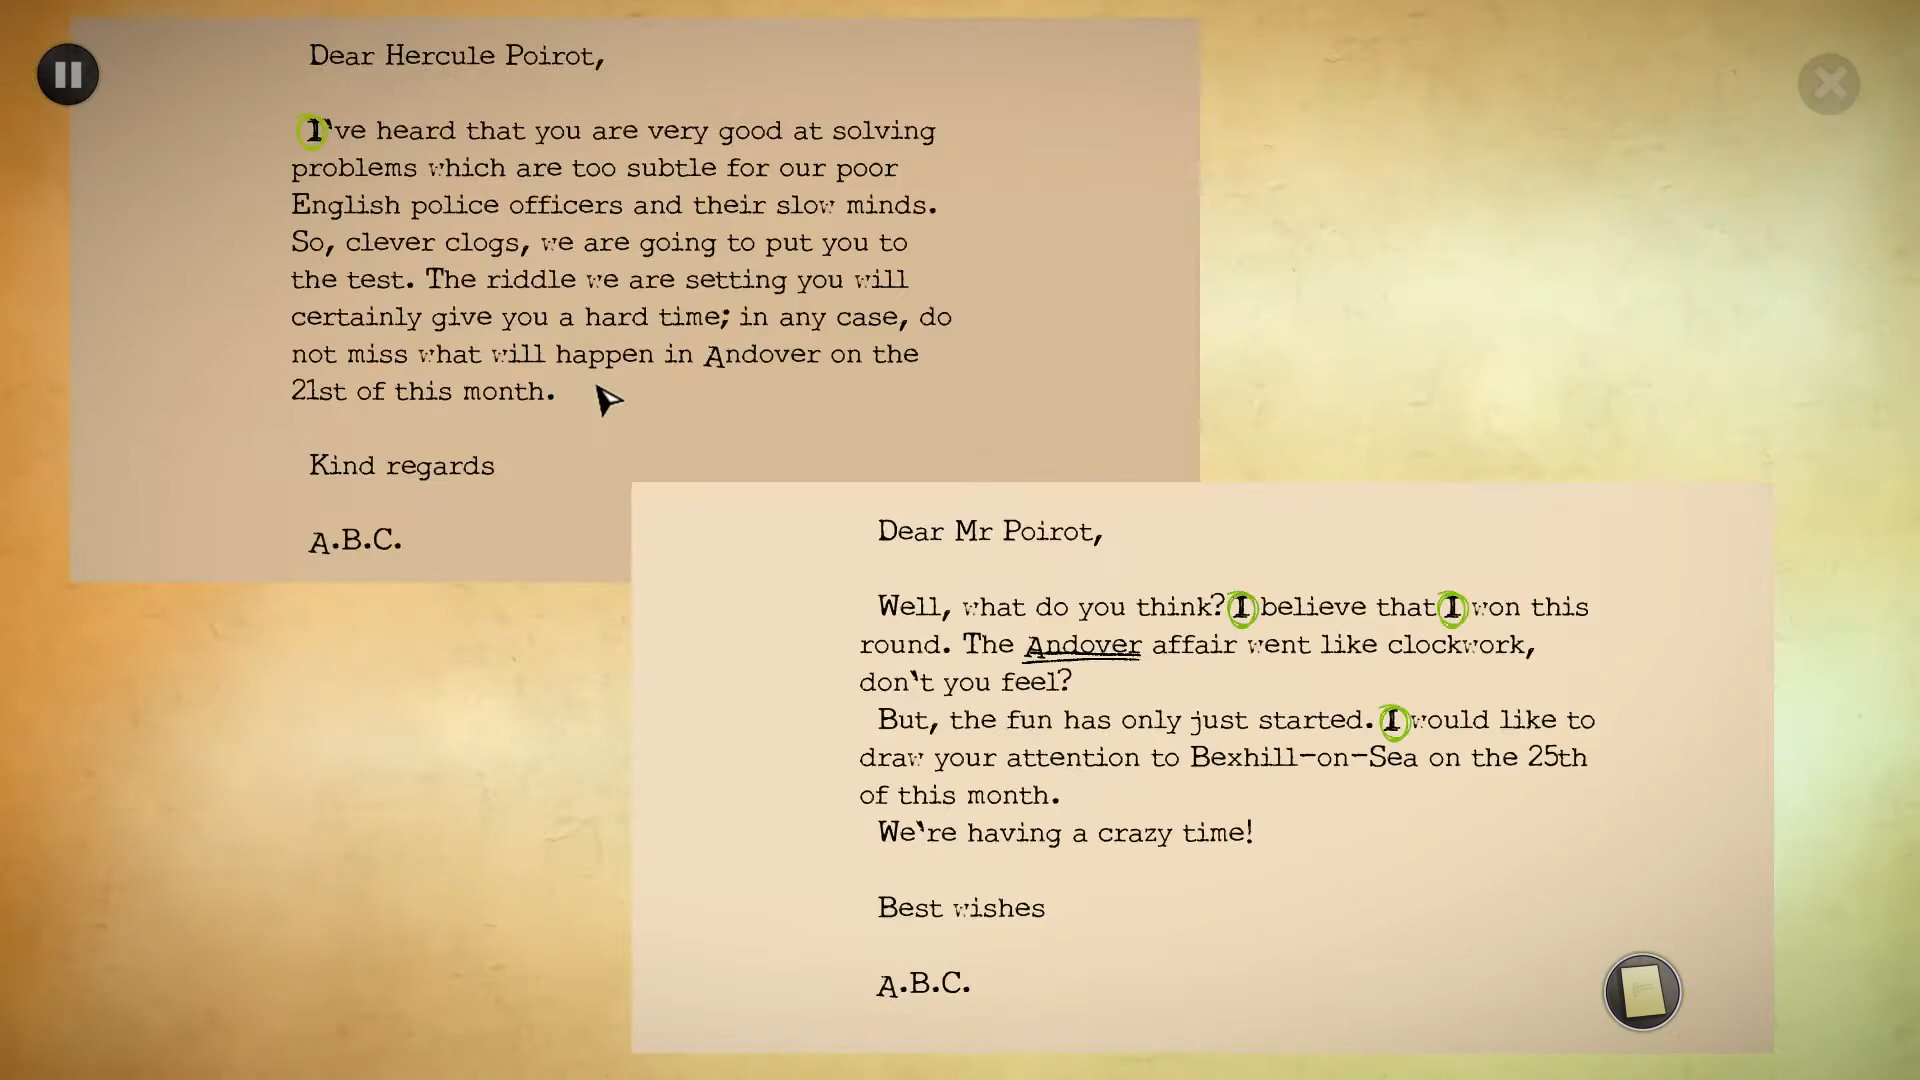 Dear Hercule Poirot,
I've heard that you are very good at solving
problems which are too subtle for our poor
English police officers and their slow minds.
So, clever clogs, we are going to put you to
the test. The riddle we are setting you will
certainly give you a hard time; in any case, do
not miss what will happen in Andover on the
21st of this month.
Kind regards
A.B.C.
Dear Mr Poirot,
Well, what do you think? I believe that I won this
round. The Andover affair went like clockwork,
don't you feel?
But, the fun has only just started. I would like to
draw your attention to Bexhill-on-Sea on the 25th
of this month.
We're having a crazy time!
Best wishes
A.B.C.